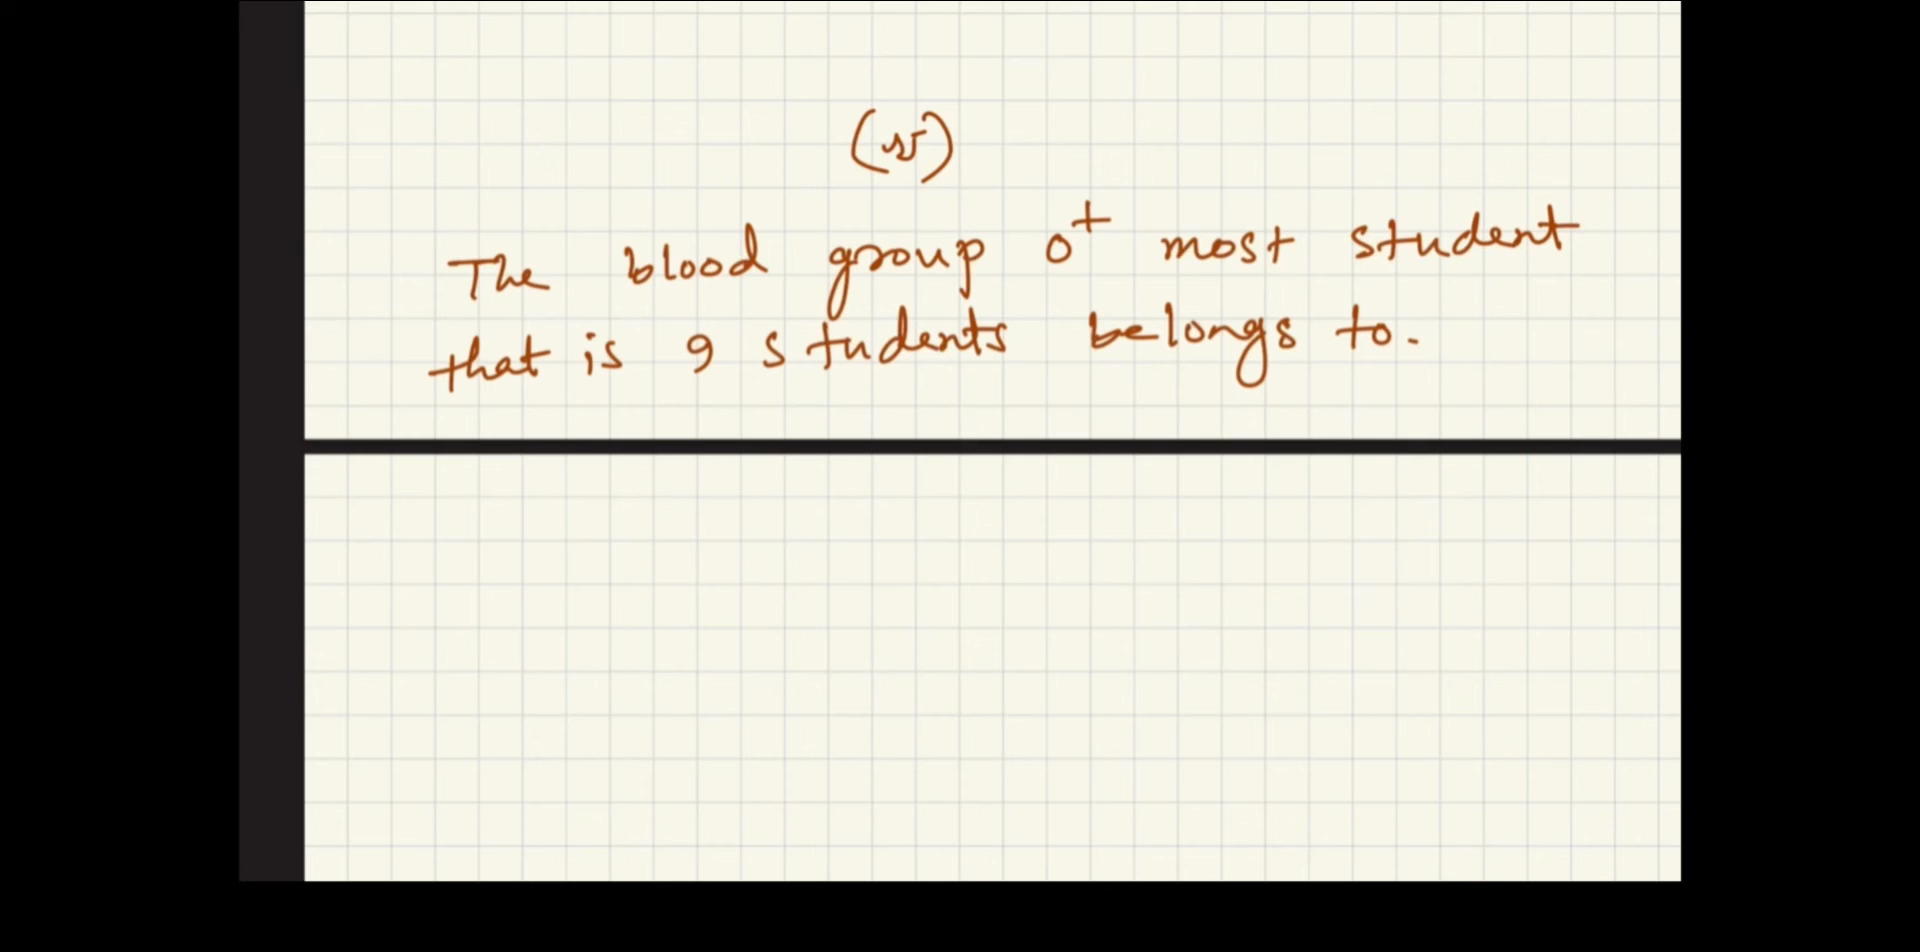 The blood group o⁺ most student
that is 9 students belongs to.